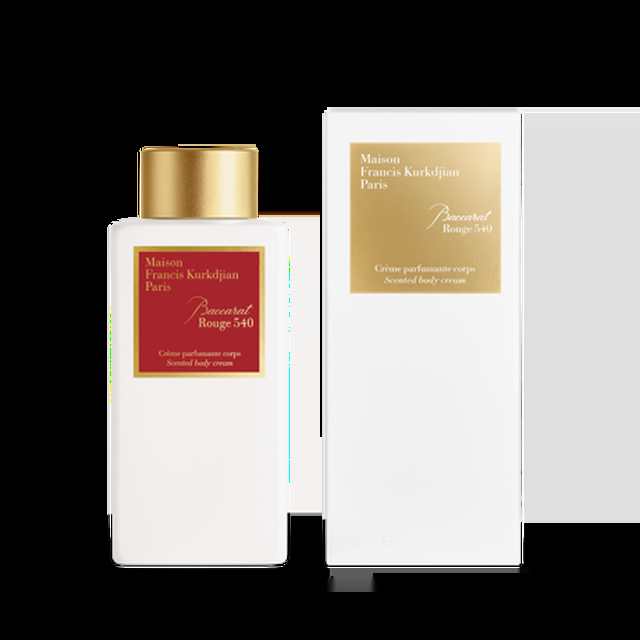 Maison
Francis Kurkdjian
Paris
Baccarat
Rouge 540
Crème parfumante corps
Scented body cream
Maison
Francis Kurkdjian
Paris
Baccarat
Rouge 540
Crème parfumante corps
Scented body cream